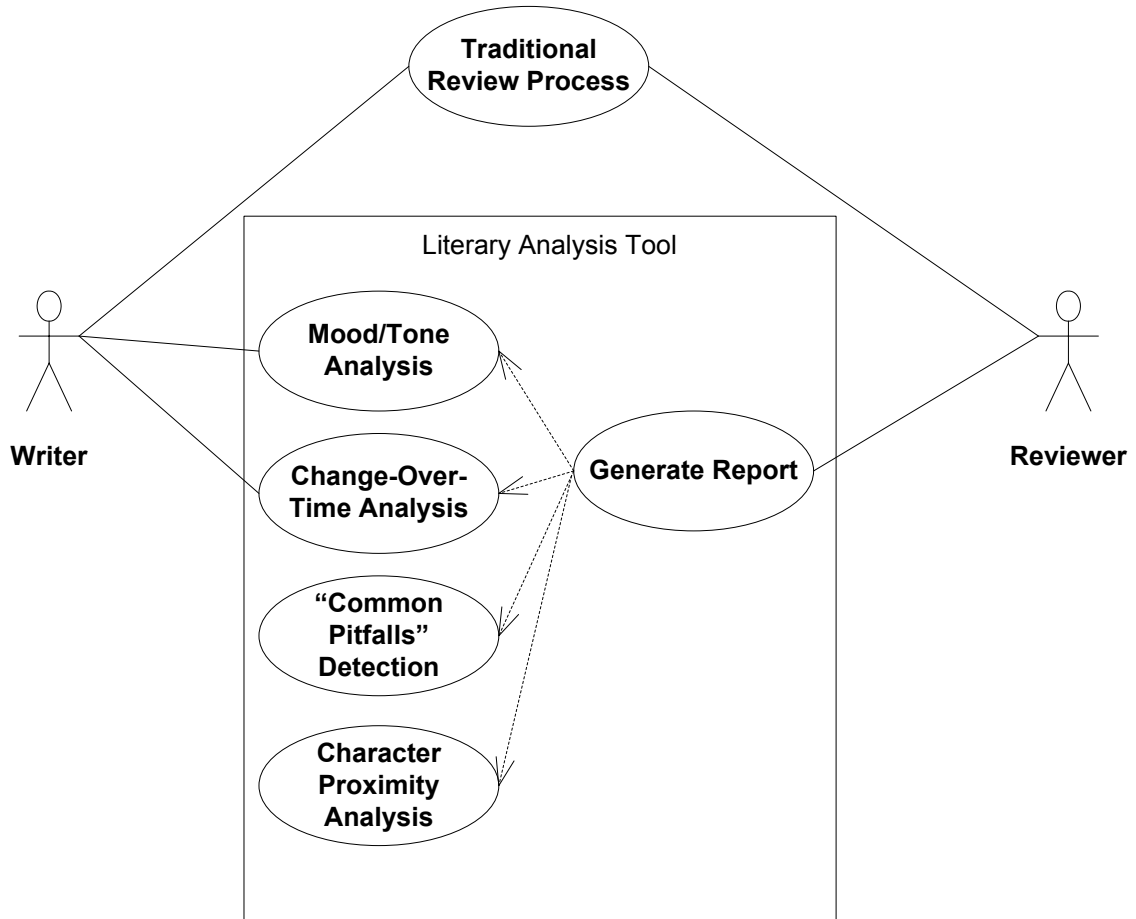 Traditional
Review Process
Literary Analysis Tool
Mood/Tone
Analysis
Writer
Change-Over-
Time Analysis
Generate Report
Reviewer
“Common
Pitfalls”
Detection
Character
Proximity
Analysis